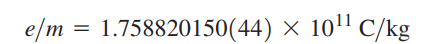 e/m = 1.758820150(44) × 10¹¹ C/kg